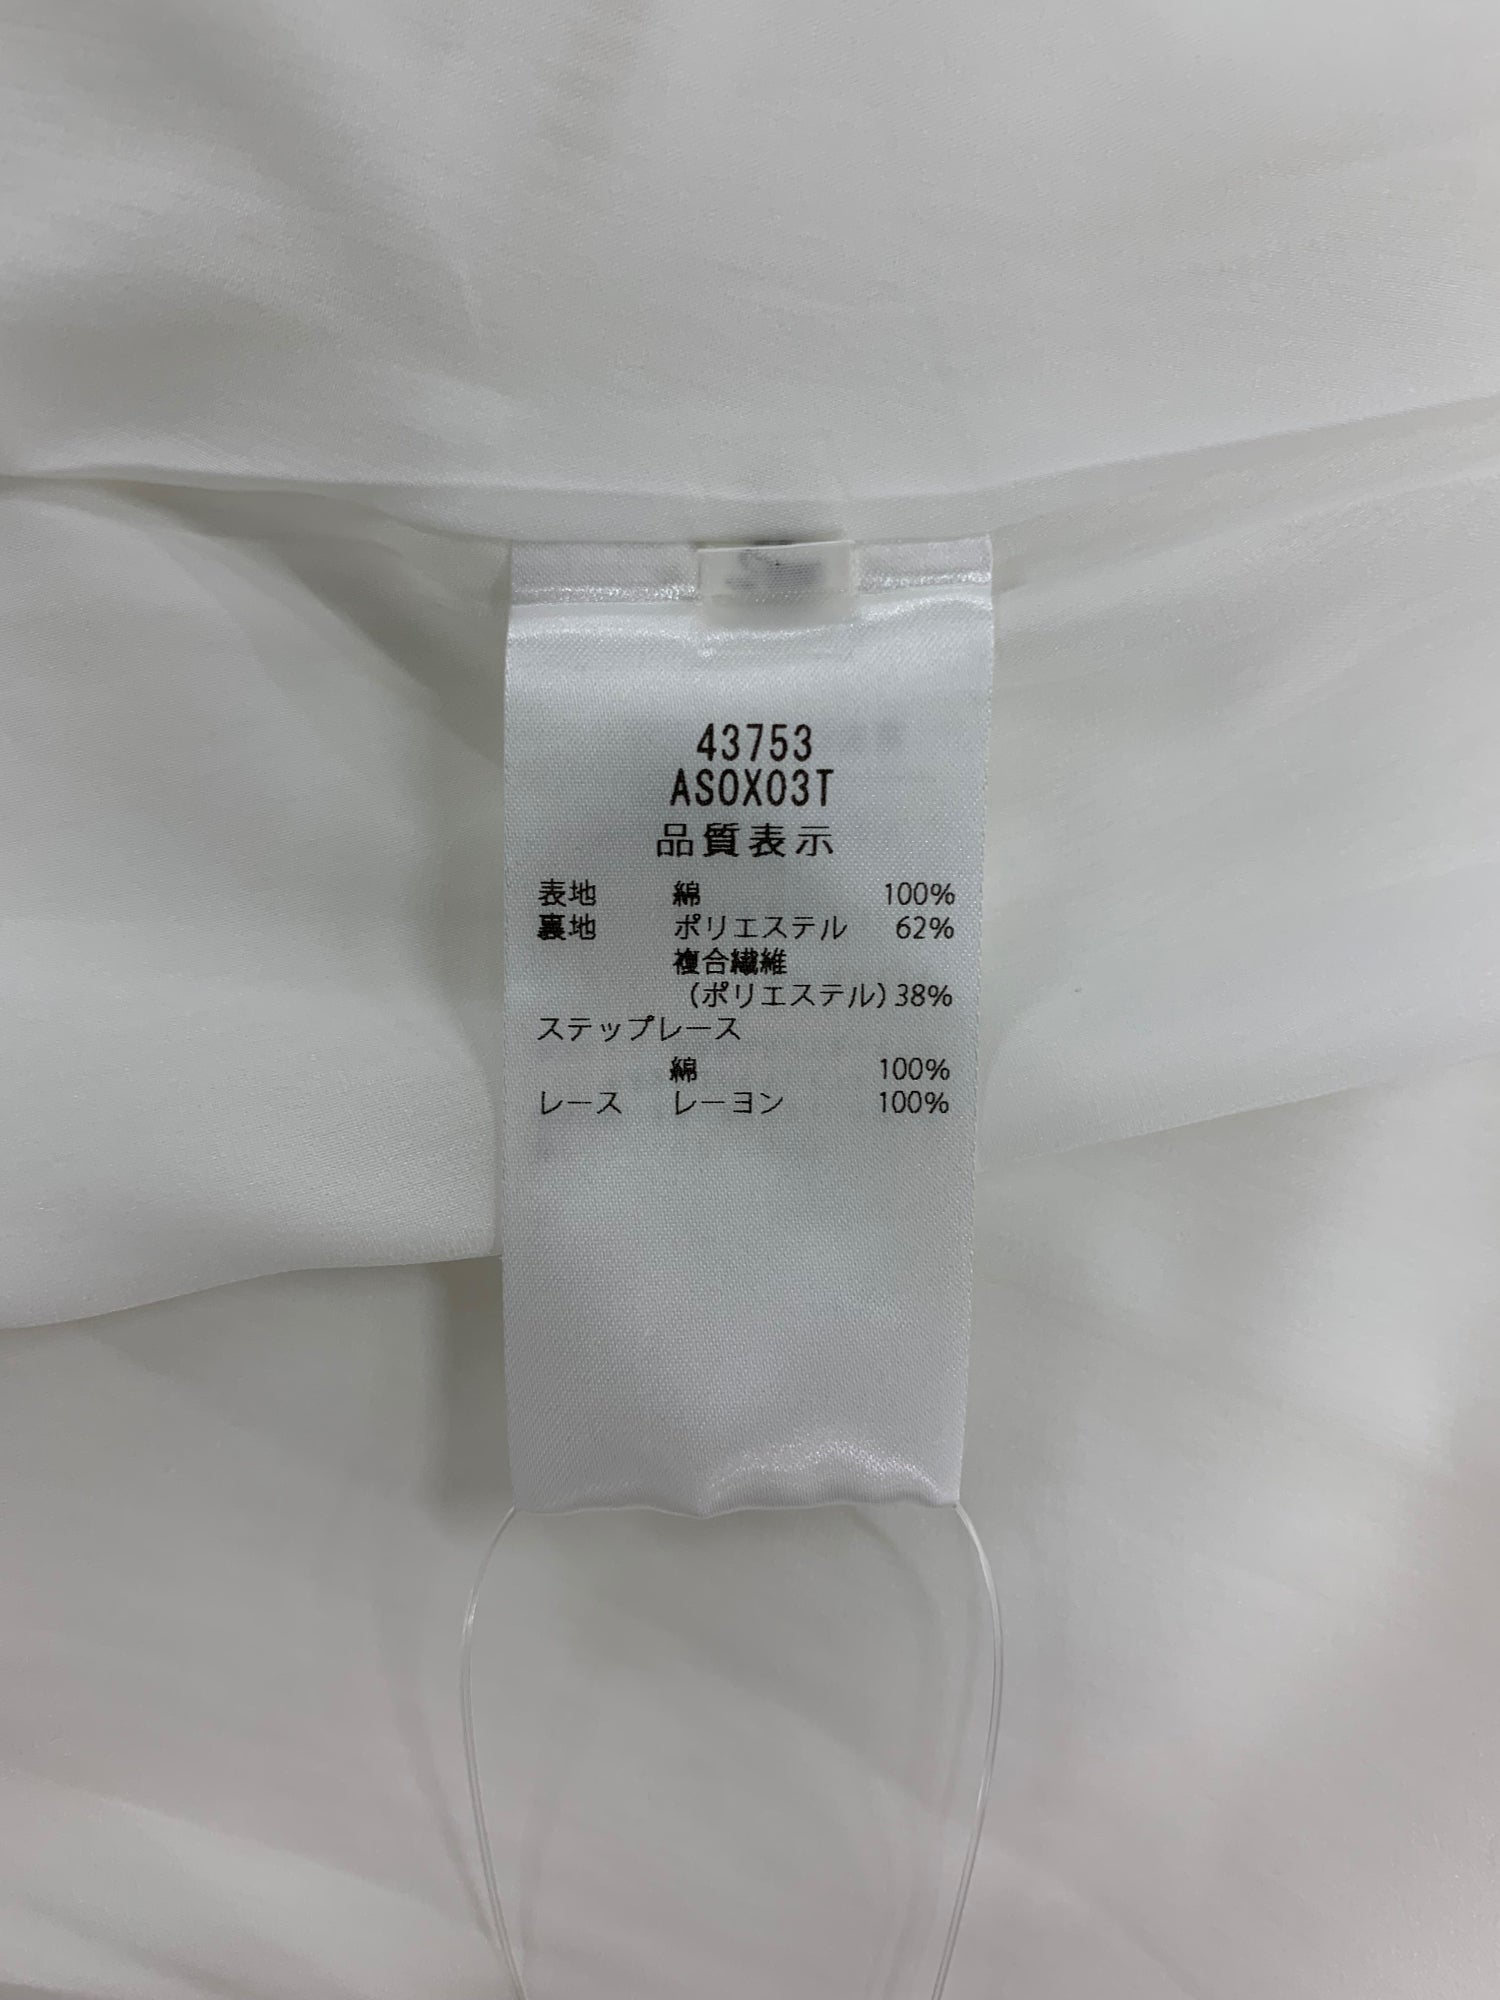 43753
ASOX03T
品質表示
表地 綿 100%
裏地 ポリエステル 62%
複合繊維
(ポリエステル) 38%
ステップレース
綿 100%
レース レーヨン 100%